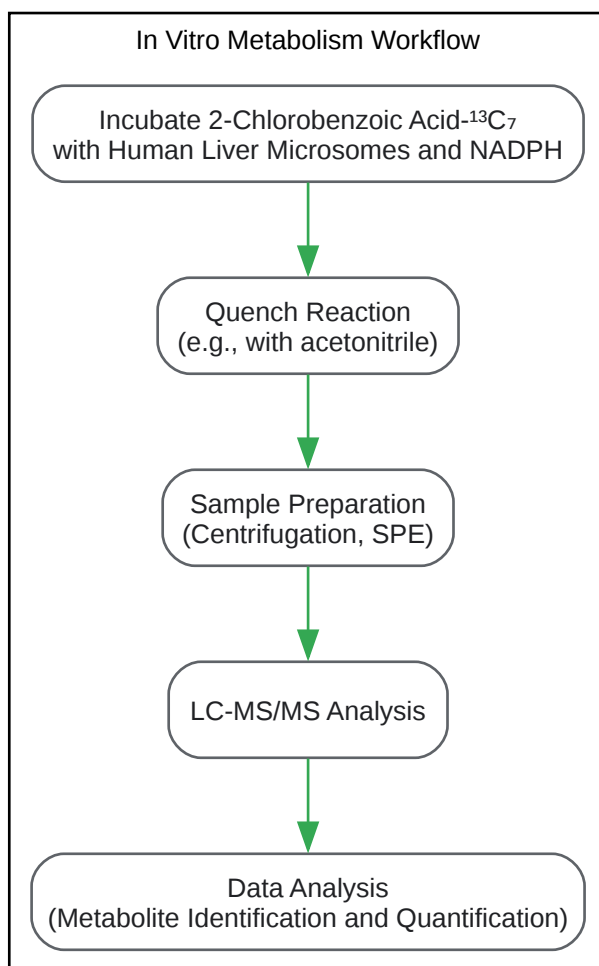 In Vitro Metabolism Workflow
Incubate 2-Chlorobenzoic Acid-¹³C₇
with Human Liver Microsomes and NADPH
Quench Reaction
(e.g., with acetonitrile)
Sample Preparation
(Centrifugation, SPE)
LC-MS/MS Analysis
Data Analysis
(Metabolite Identification and Quantification)